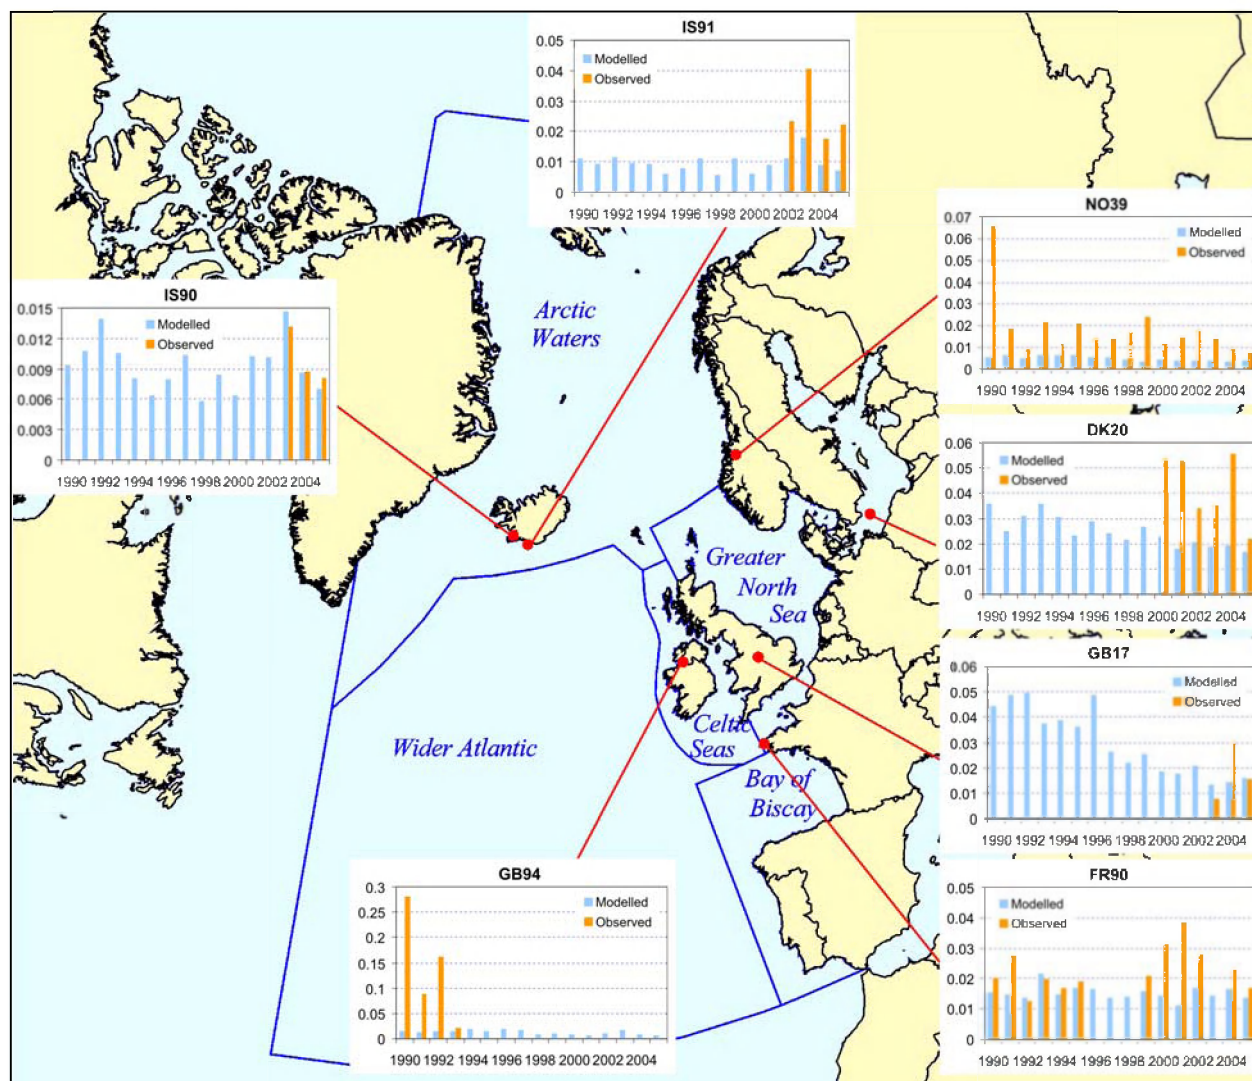 IS91
0.05
Modelled
0.04
Observed
0.03
0.02
0.01
0
1990 1992 1994 1996 1998 2000 2002 2004
NO39
0.07
Modelled
0.06
Observed
0.05
0.04
0.03
0.02
0.01
0
1990 1992 1994 1996 1998 2000 2002 2004
IS90
0.015
Modelled
0.012
Observed
0.009
0.006
0.003
0
1990 1992 1994 1996 1998 2000 2002 2004
Arctic
Waters
DK20
0.06
Modelled
0.05
Observed
0.04
0.03
0.02
0.01
0
1990 1992 1994 1996 1998 2000 2002 2004
Greater
North
Sea
GB17
0.06
Modelled
0.05
Observed
0.04
0.03
0.02
0.01
0
1990 1992 1994 1996 1998 2000 2002 2004
Celtic
Seas
Wider Atlantic
Bay of
Biscay
GB94
0.3
Modelled
0.25
Observed
0.2
0.15
0.1
0.05
0
1990 1992 1994 1996 1998 2000 2002 2004
FR90
0.05
Modelled
0.04
Observed
0.03
0.02
0.01
0
1990 1992 1994 1996 1998 2000 2002 2004